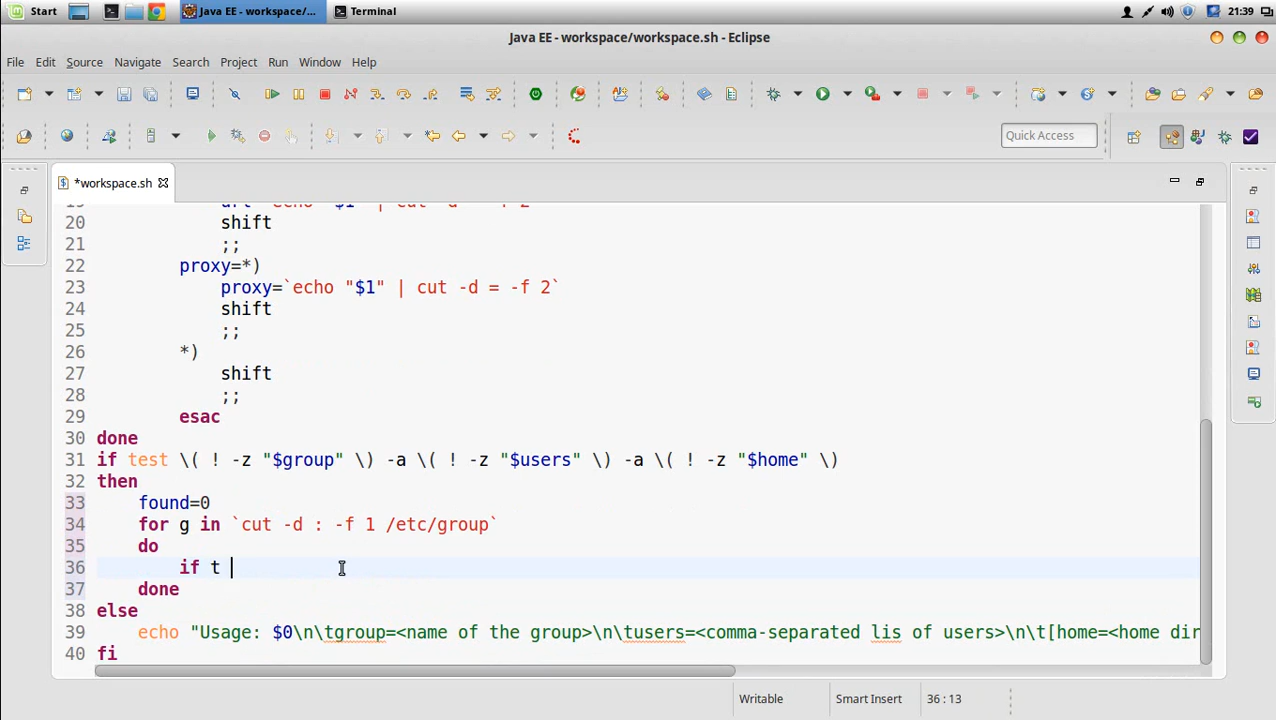 Start
Java EE - workspace/...
Terminal
21:39
Java EE - workspace/workspace.sh - Eclipse
File Edit Source Navigate Search Project Run Window Help
Quick Access
*workspace.sh
20 shift
21 ;;
22 proxy=*)
23 proxy=`echo "$1" | cut -d = -f 2`
24 shift
25 ;;
26 *)
27 shift
28 ;;
29 esac
30 done
31 if test \( ! -z "$group" \) -a \( ! -z "$users" \) -a \( ! -z "$home" \)
32 then
33 found=0
34 for g in `cut -d : -f 1 /etc/group`
35 do
36 if t
37 done
38 else
39 echo "Usage: $0\n\tgroup=<name of the group>\n\tusers=<comma-separated lis of users>\n\t[home=<home dir
40 fi
Writable Smart Insert 36 : 13